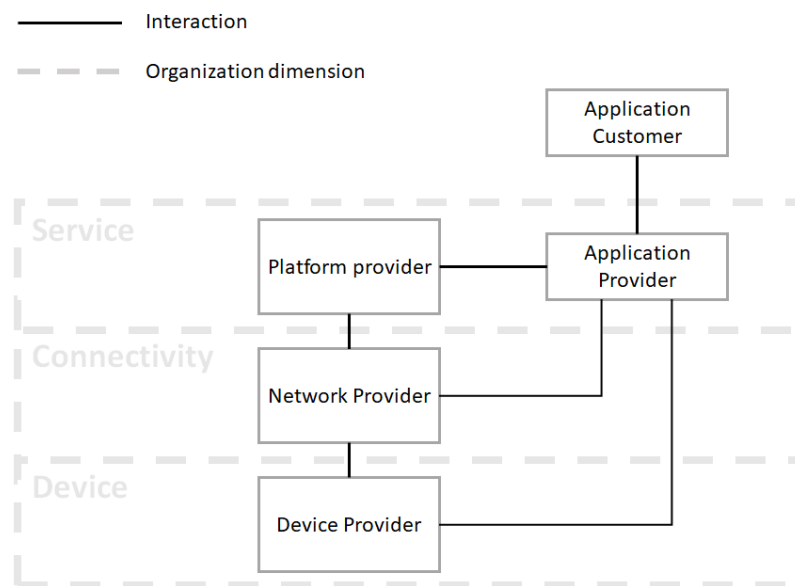 Interaction
Organization dimension
Application
Customer
Service
Platform provider
Application
Provider
Connectivity
Network Provider
Device
Device Provider